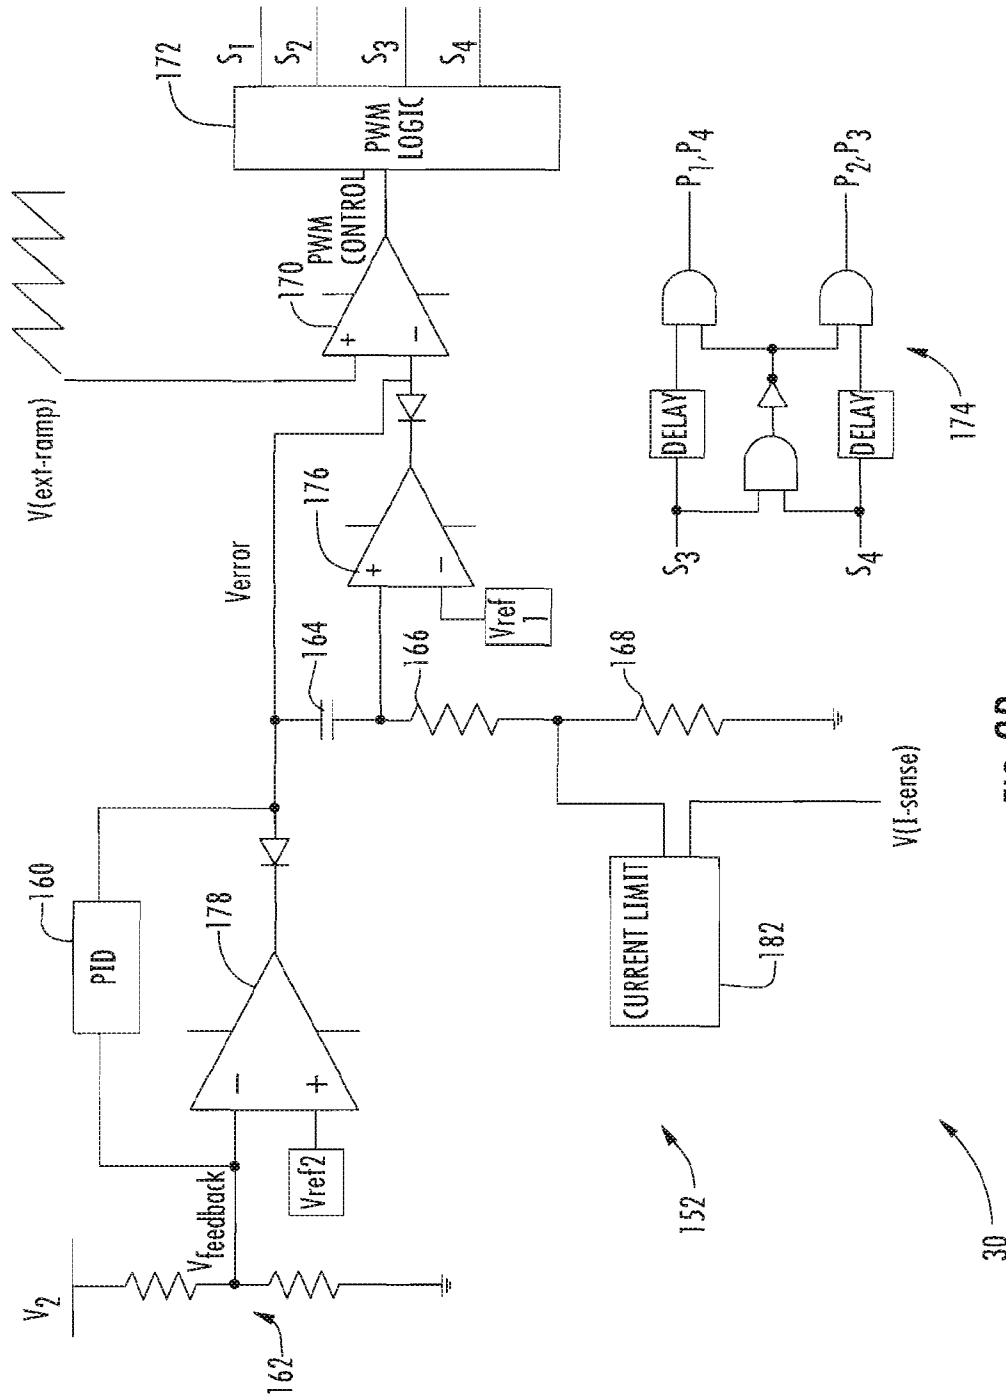 V2
V(ext-ramp)
160
172
Verror
PID
Vfeedback
178
164
176
170
PWM
CONTROL
PWM
LOGIC
S1
S2
S3
S4
−
+
+
−
+
−
162
Vref2
Vref
1
166
168
CURRENT LIMIT
182
V(I-sense)
152
S3
DELAY
P1,P4
S4
DELAY
P2,P3
174
30